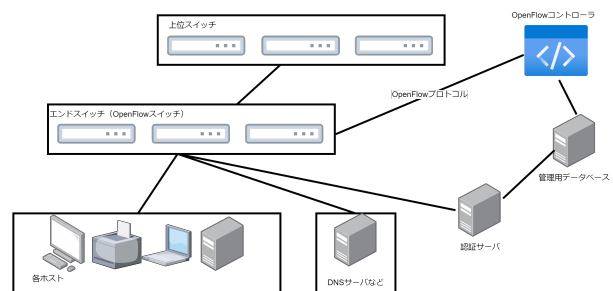 OpenFlowコントローラ
上位スイッチ
OpenFlowプロトコル
エンドスイッチ（OpenFlowスイッチ）
管理用データベース
認証サーバ
各ホスト
DNSサーバなど